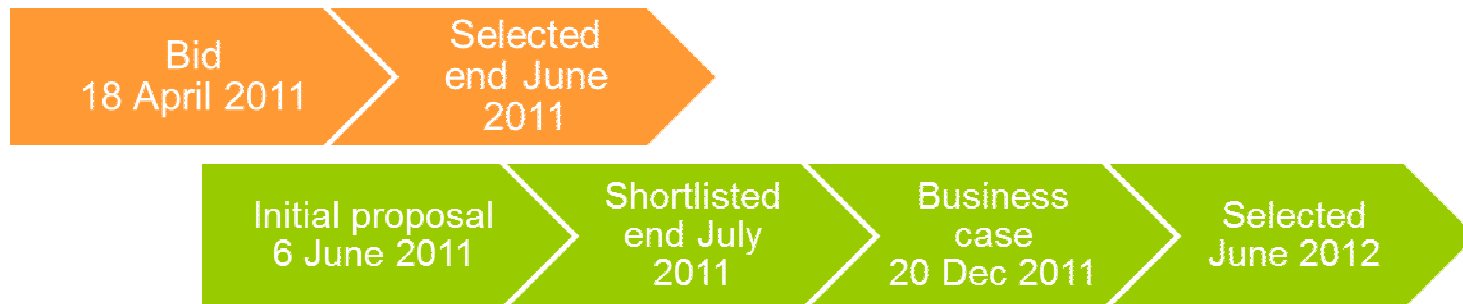 Bid
18 April 2011
Selected
end June
2011
Initial proposal
6 June 2011
Shortlisted
end July
2011
Business
case
20 Dec 2011
Selected
June 2012